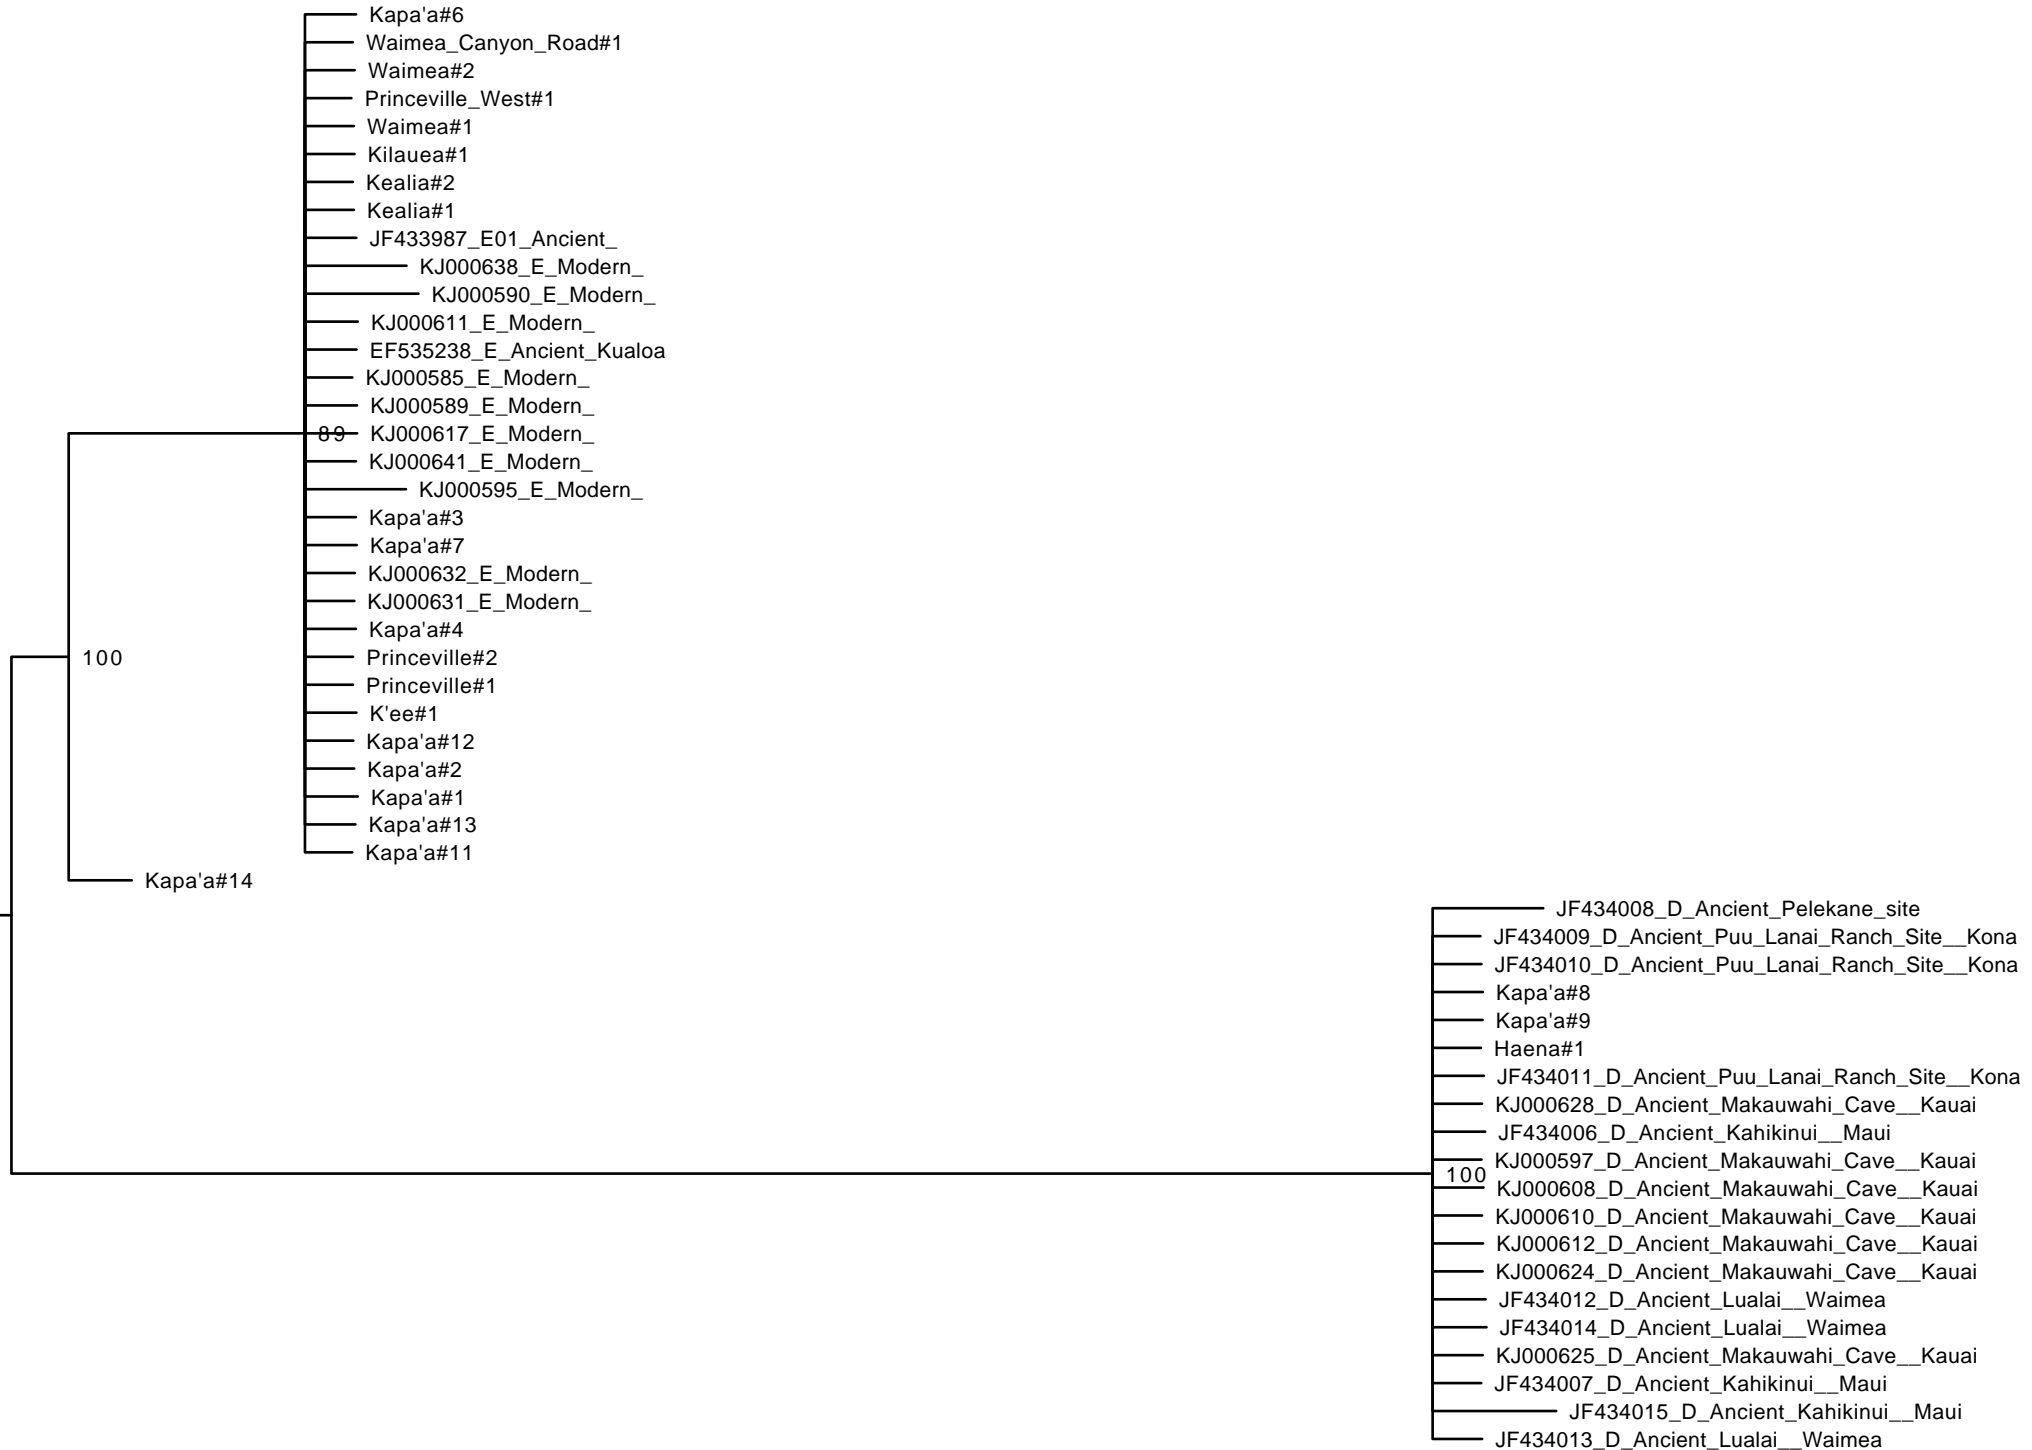 Kapa'a#6
Waimea_Canyon_Road#1
Waimea#2
Princeville_West#1
Waimea#1
Kilauea#1
Kealia#2
Kealia#1
JF433987_E01_Ancient_
KJ000638_E_Modern_
KJ000590_E_Modern_
KJ000611_E_Modern_
EF535238_E_Ancient_Kualoa
KJ000585_E_Modern_
KJ000589_E_Modern_
89 KJ000617_E_Modern_
KJ000641_E_Modern_
KJ000595_E_Modern_
Kapa'a#3
Kapa'a#7
KJ000632_E_Modern_
KJ000631_E_Modern_
Kapa'a#4
100 Princeville#2
Princeville#1
K'ee#1
Kapa'a#12
Kapa'a#2
Kapa'a#1
Kapa'a#13
Kapa'a#11
Kapa'a#14
JF434008_D_Ancient_Pelekane_site
JF434009_D_Ancient_Puu_Lanai_Ranch_Site__Kona
JF434010_D_Ancient_Puu_Lanai_Ranch_Site__Kona
Kapa'a#8
Kapa'a#9
Haena#1
JF434011_D_Ancient_Puu_Lanai_Ranch_Site__Kona
KJ000628_D_Ancient_Makauwahi_Cave__Kauai
JF434006_D_Ancient_Kahikinui__Maui
KJ000597_D_Ancient_Makauwahi_Cave__Kauai
100
KJ000608_D_Ancient_Makauwahi_Cave__Kauai
KJ000610_D_Ancient_Makauwahi_Cave__Kauai
KJ000612_D_Ancient_Makauwahi_Cave__Kauai
KJ000624_D_Ancient_Makauwahi_Cave__Kauai
JF434012_D_Ancient_Lualai__Waimea
JF434014_D_Ancient_Lualai__Waimea
KJ000625_D_Ancient_Makauwahi_Cave__Kauai
JF434007_D_Ancient_Kahikinui__Maui
JF434015_D_Ancient_Kahikinui__Maui
JF434013_D_Ancient_Lualai__Waimea